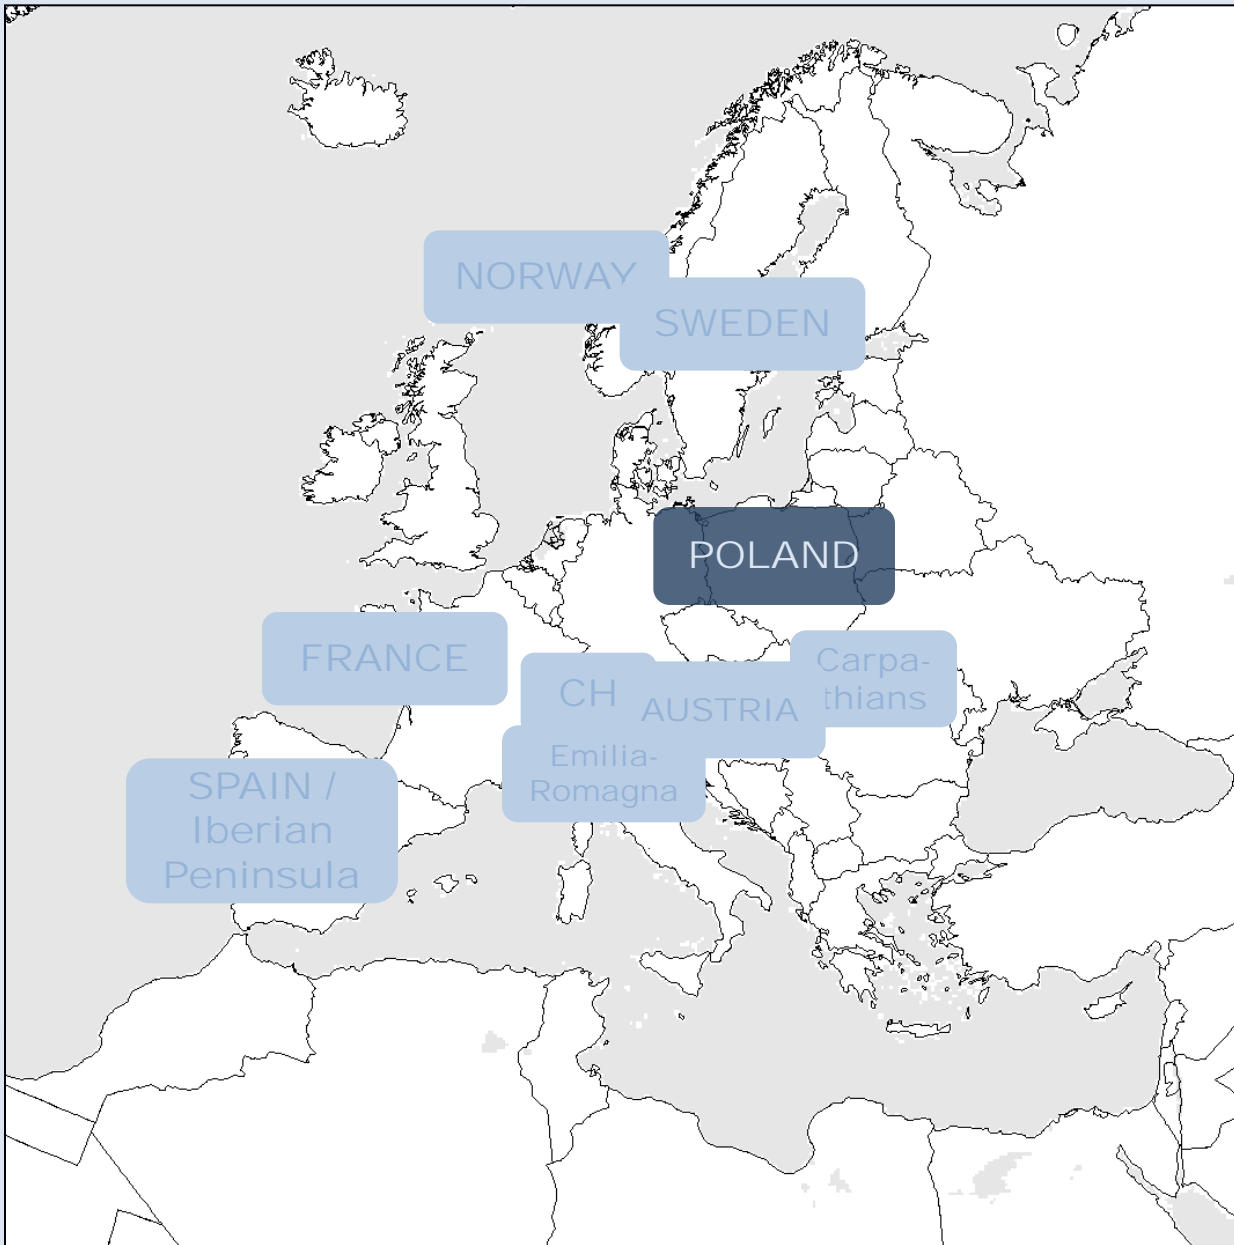 NORWAY
SWEDEN
POLAND
FRANCE
CH
AUSTRIA
Carpa-
thians
Emilia-
Romagna
SPAIN /
Iberian
Peninsula